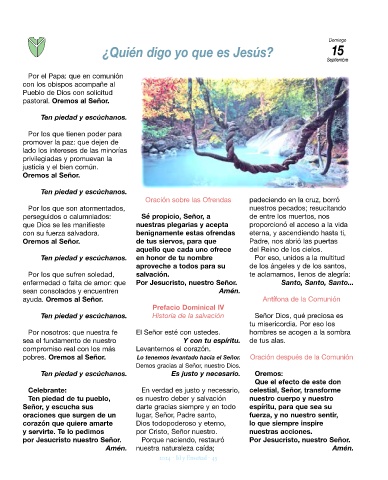 Domingo
15
Septiembre
¿Quién digo yo que es Jesús?
Por el Papa: que en comunión
con los obispos acompañe al
Pueblo de Dios con solicitud
pastoral. Oremos al Señor.
Ten piedad y escúchanos.
Por los que tienen poder para
promover la paz: que dejen de
lado los intereses de las minorías
privilegiadas y promuevan la
justicia y el bien común.
Oremos al Señor.
Ten piedad y escúchanos.
Por los que son atormentados,
perseguidos o calumniados:
que Dios se les manifieste
con su fuerza salvadora.
Oremos al Señor.
Ten piedad y escúchanos.
Por los que sufren soledad,
enfermedad o falta de amor: que
sean consolados y encuentren
ayuda. Oremos al Señor.
Ten piedad y escúchanos.
Por nosotros: que nuestra fe
sea el fundamento de nuestro
compromiso real con los más
pobres. Oremos al Señor.
Ten piedad y escúchanos.
Celebrante:
Ten piedad de tu pueblo,
Señor, y escucha sus
oraciones que surgen de un
corazón que quiere amarte
y servirte. Te lo pedimos
por Jesucristo nuestro Señor.
Amén.
Oración sobre las Ofrendas
Sé propicio, Señor, a
nuestras plegarias y acepta
benignamente estas ofrendas
de tus siervos, para que
aquello que cada uno ofrece
en honor de tu nombre
aproveche a todos para su
salvación.
Por Jesucristo, nuestro Señor.
Amén.
Prefacio Dominical IV
Historia de la salvación
El Señor esté con ustedes.
Y con tu espíritu.
Levantemos el corazón.
Lo tenemos levantado hacia el Señor.
Demos gracias al Señor, nuestro Dios.
Es justo y necesario.
En verdad es justo y necesario,
es nuestro deber y salvación
darte gracias siempre y en todo
lugar, Señor, Padre santo,
Dios todopoderoso y eterno,
por Cristo, Señor nuestro.
Porque naciendo, restauró
nuestra naturaleza caída;
padeciendo en la cruz, borró
nuestros pecados; resucitando
de entre los muertos, nos
proporcionó el acceso a la vida
eterna, y ascendiendo hasta ti,
Padre, nos abrió las puertas
del Reino de los cielos.
Por eso, unidos a la multitud
de los ángeles y de los santos,
te aclamamos, llenos de alegría:
Santo, Santo, Santo...
Antífona de la Comunión
Señor Dios, qué preciosa es
tu misericordia. Por eso los
hombres se acogen a la sombra
de tus alas.
Oración después de la Comunión
Oremos:
Que el efecto de este don
celestial, Señor, transforme
nuestro cuerpo y nuestro
espíritu, para que sea su
fuerza, y no nuestro sentir,
lo que siempre inspire
nuestras acciones.
Por Jesucristo, nuestro Señor.
Amén.